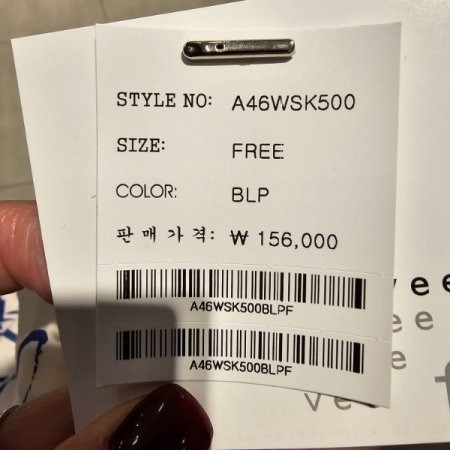 STYLE NO: A46WSK500
SIZE: FREE
COLOR: BLP
판매가격: ₩ 156,000
A46WSK500BLPF
A46WSK500BLPF